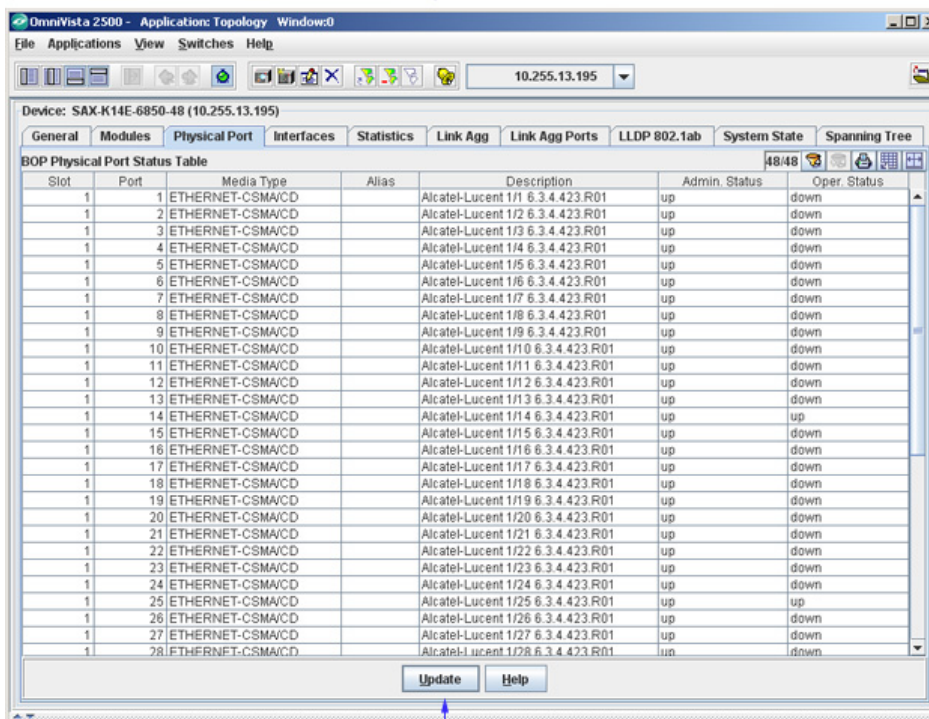 OmniVista 2500 - Application: Topology Window:0
File Applications View Switches Help
10.255.13.195
Device: SAX-K14E-6850-48 (10.255.13.195)
General Modules Physical Port Interfaces Statistics Link Agg Link Agg Ports LLDP 802.1ab System State Spanning Tree
BOP Physical Port Status Table 48/48
Slot Port Media Type Alias Description Admin. Status Oper. Status
1 1 ETHERNET-CSMA/CD Alcatel-Lucent 1/1 6.3.4.423.R01 up down
1 2 ETHERNET-CSMA/CD Alcatel-Lucent 1/2 6.3.4.423.R01 up down
1 3 ETHERNET-CSMA/CD Alcatel-Lucent 1/3 6.3.4.423.R01 up down
1 4 ETHERNET-CSMA/CD Alcatel-Lucent 1/4 6.3.4.423.R01 up down
1 5 ETHERNET-CSMA/CD Alcatel-Lucent 1/5 6.3.4.423.R01 up down
1 6 ETHERNET-CSMA/CD Alcatel-Lucent 1/6 6.3.4.423.R01 up down
1 7 ETHERNET-CSMA/CD Alcatel-Lucent 1/7 6.3.4.423.R01 up down
1 8 ETHERNET-CSMA/CD Alcatel-Lucent 1/8 6.3.4.423.R01 up down
1 9 ETHERNET-CSMA/CD Alcatel-Lucent 1/9 6.3.4.423.R01 up down
1 10 ETHERNET-CSMA/CD Alcatel-Lucent 1/10 6.3.4.423.R01 up down
1 11 ETHERNET-CSMA/CD Alcatel-Lucent 1/11 6.3.4.423.R01 up down
1 12 ETHERNET-CSMA/CD Alcatel-Lucent 1/12 6.3.4.423.R01 up down
1 13 ETHERNET-CSMA/CD Alcatel-Lucent 1/13 6.3.4.423.R01 up down
1 14 ETHERNET-CSMA/CD Alcatel-Lucent 1/14 6.3.4.423.R01 up up
1 15 ETHERNET-CSMA/CD Alcatel-Lucent 1/15 6.3.4.423.R01 up down
1 16 ETHERNET-CSMA/CD Alcatel-Lucent 1/16 6.3.4.423.R01 up down
1 17 ETHERNET-CSMA/CD Alcatel-Lucent 1/17 6.3.4.423.R01 up down
1 18 ETHERNET-CSMA/CD Alcatel-Lucent 1/18 6.3.4.423.R01 up down
1 19 ETHERNET-CSMA/CD Alcatel-Lucent 1/19 6.3.4.423.R01 up down
1 20 ETHERNET-CSMA/CD Alcatel-Lucent 1/20 6.3.4.423.R01 up down
1 21 ETHERNET-CSMA/CD Alcatel-Lucent 1/21 6.3.4.423.R01 up down
1 22 ETHERNET-CSMA/CD Alcatel-Lucent 1/22 6.3.4.423.R01 up down
1 23 ETHERNET-CSMA/CD Alcatel-Lucent 1/23 6.3.4.423.R01 up down
1 24 ETHERNET-CSMA/CD Alcatel-Lucent 1/24 6.3.4.423.R01 up down
1 25 ETHERNET-CSMA/CD Alcatel-Lucent 1/25 6.3.4.423.R01 up up
1 26 ETHERNET-CSMA/CD Alcatel-Lucent 1/26 6.3.4.423.R01 up down
1 27 ETHERNET-CSMA/CD Alcatel-Lucent 1/27 6.3.4.423.R01 up down
1 28 ETHERNET-CSMA/CD Alcatel-Lucent 1/28 6.3.4.423.R01 up down
Update Help